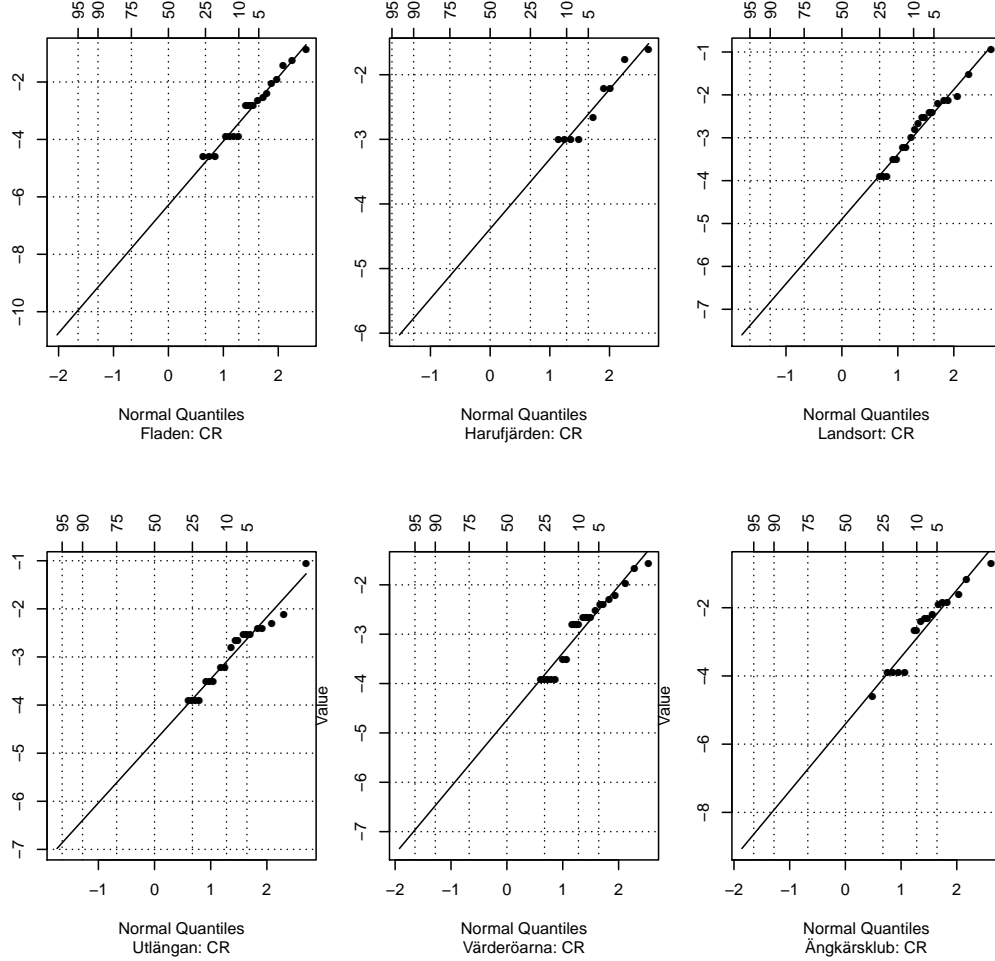 95 90 75 50 25 10 5
95 90 75 50 25 10 5
95 90 75 50 25 10 5
−2
−4
−6
−8
−10
−2
−3
−4
−5
−6
−1
−2
−3
−4
−5
−6
−7
−2 −1 0 1 2
−1 0 1 2
−1 0 1 2
Normal Quantiles
Fladen: CR
Normal Quantiles
Harufjärden: CR
Normal Quantiles
Landsort: CR
95 90 75 50 25 10 5
95 90 75 50 25 10 5
95 90 75 50 25 10 5
−1
−2
−3
−4
−5
−6
−7
Value
−2
−3
−4
−5
−6
−7
Value
−2
−4
−6
−8
−1 0 1 2
−2 −1 0 1 2
−2 −1 0 1 2
Normal Quantiles
Utlängan: CR
Normal Quantiles
Värderöarna: CR
Normal Quantiles
Ängkärsklub: CR